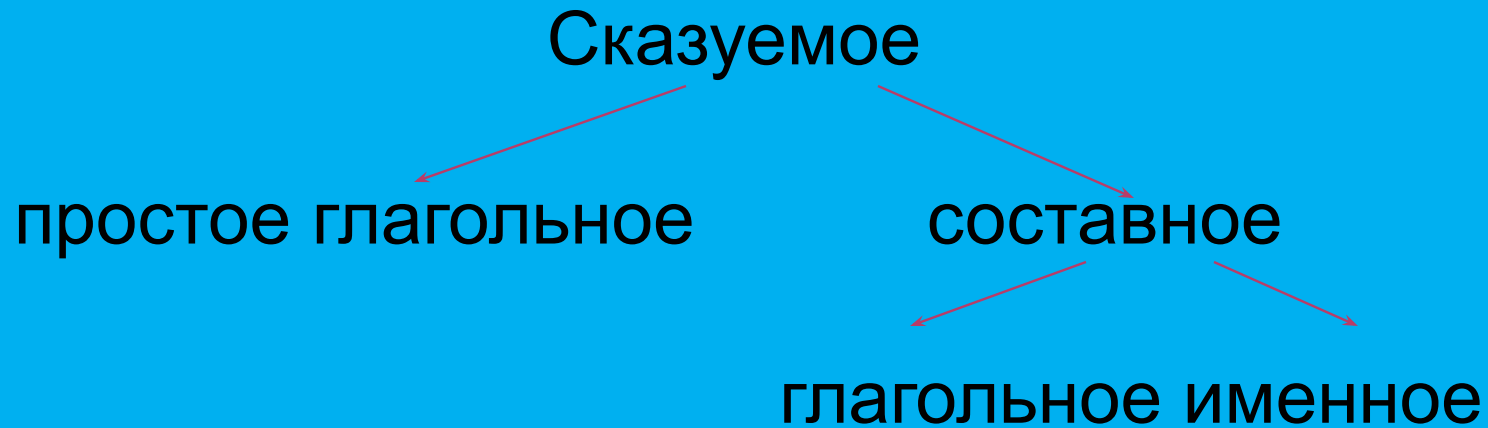 Сказуемое
простое глагольное составное
глагольное именное